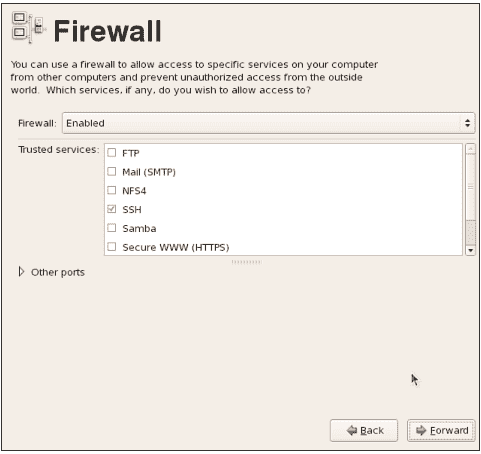 Firewall
You can use a firewall to allow access to specific services on your computer
from other computers and prevent unauthorized access from the outside
world. Which services, if any, do you wish to allow access to?
Firewall: Enabled
Trusted services:
FTP
Mail (SMTP)
NFS4
SSH
Samba
Secure WWW (HTTPS)
Other ports
Back
Forward